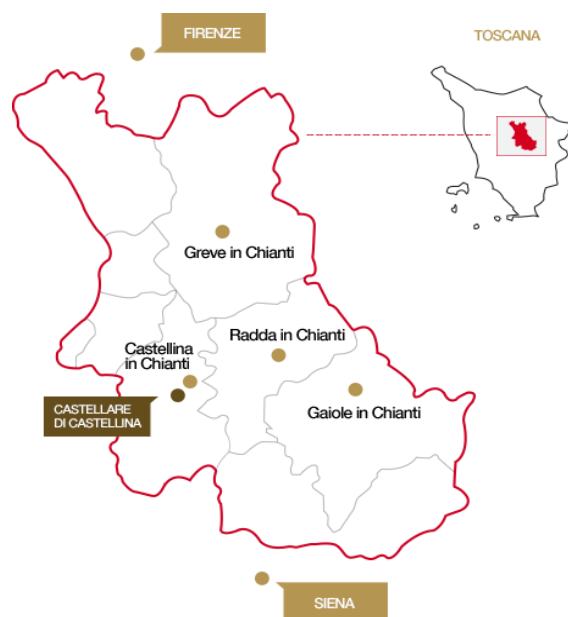 FIRENZE
TOSCANA
Greve in Chianti
Radda in Chianti
Castellina
in Chianti
CASTELLARE
DI CASTELLINA
Gaiole in Chianti
SIENA